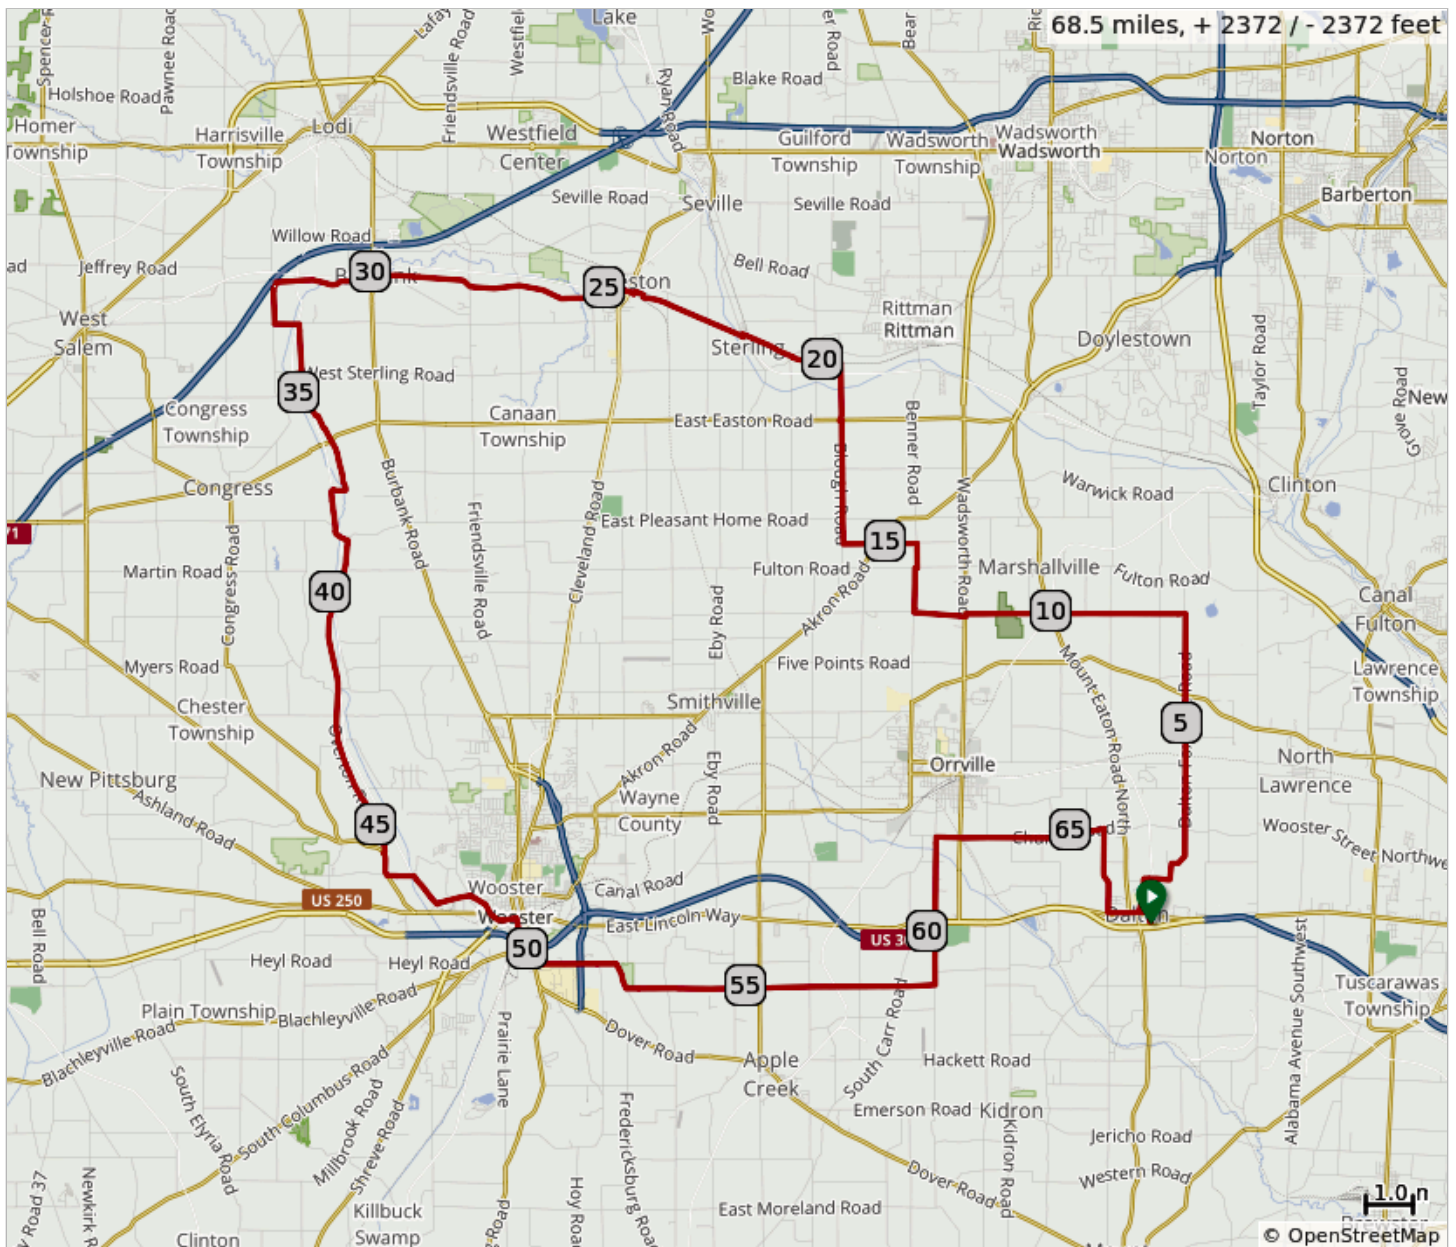 68.5 miles, + 2372 / - 2372 feet
Lake
Blake Road
Holshoe Road
Pawnee Road
Friendsville Road
Ryan Road
Homer
Township
Harrisville
Township
Lodi
Westfield
Center
Guilford
Township
Wadsworth
Township
Wadsworth
Wadsworth
Norton
Norton
Barberton
Seville Road
Seville
Seville Road
Willow Road
Jeffrey Road
Bell Road
30
25
20
West
Salem
Sterling
Rittman
Rittman
Doylestown
Taylor Road
West Sterling Road
35
Congress
Township
Canaan
Township
East Easton Road
Benner Road
Grove Road
New
Congress
Burbank Road
Friendsville Road
Cleveland Road
East Pleasant Home Road
Wadsworth Road
Warwick Road
Clinton
15
Martin Road
Congress Road
40
Fulton Road
Akron Road
Marshallville
Fulton Road
10
Canal
Fulton
Eby Road
Myers Road
Five Points Road
Mount Eaton Road North
Lawrence
Township
Chester
Township
Smithville
5
New Pittsburg
Ashland Road
Akron Road
Eby Road
Orrville
North
Lawrence
Wayne
County
45
65
Wooster Street Northwe
US 250
Wooster
Wooster
Canal Road
East Lincoln Way
60
Bell Road
Heyl Road
Heyl Road
50
55
Plain Township
Blachleyville Road
Blachleyville Road
South Carr Road
Alabama Avenue Southwest
Tuscarawas
Township
Prairie Lane
Dover Road
Apple
Creek
Hackett Road
South Elyria Road
South Columbus Road
Millbrook Road
Shreve Road
Fredericksburg Road
Emerson Road
Kidron
Kidron Road
Jericho Road
Western Road
Dover Road
Hoy Road
East Moreland Road
Killbuck
Swamp
Clinton
© OpenStreetMap